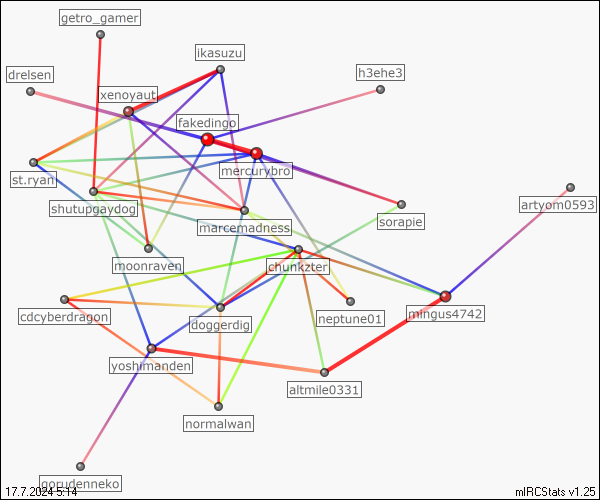 getro_gamer
ikasuzu
h3ehe3
drelsen
xenoyaut
fakedingo
mercurybro
st.ryan
shutupgaydog
artyom0593
sorapie
marcemadness
moonraven
chunkzter
cdcyberdragon
doggerdig
neptune01
mingus4742
yoshimanden
altmile0331
normalwan
gorudenneko
17.7.2024 5:14
mIRCStats v1.25